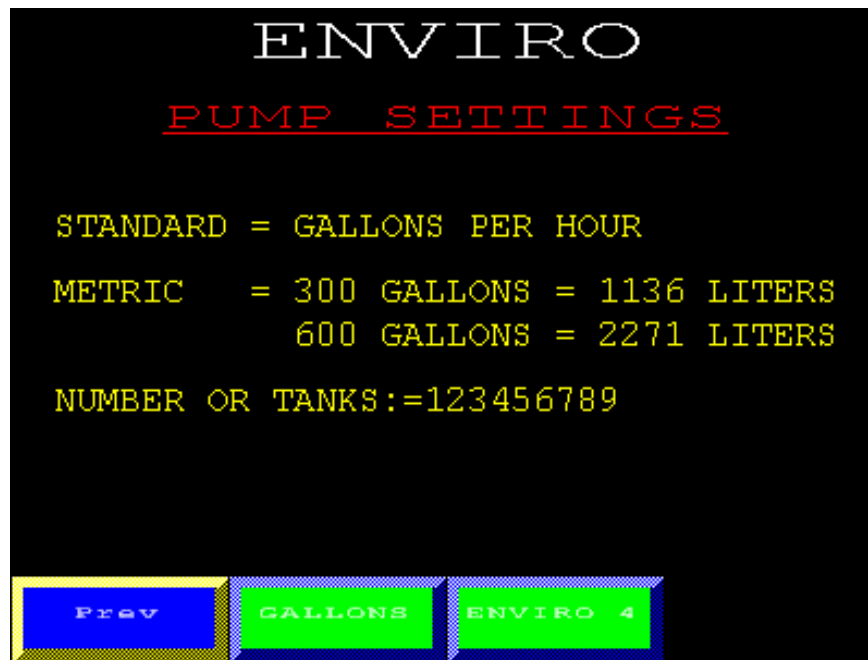 ENVIRO
PUMP SETTINGS
STANDARD = GALLONS PER HOUR
METRIC = 300 GALLONS = 1136 LITERS
600 GALLONS = 2271 LITERS
NUMBER OR TANKS:=123456789
Prev GALLONS ENVIRO 4